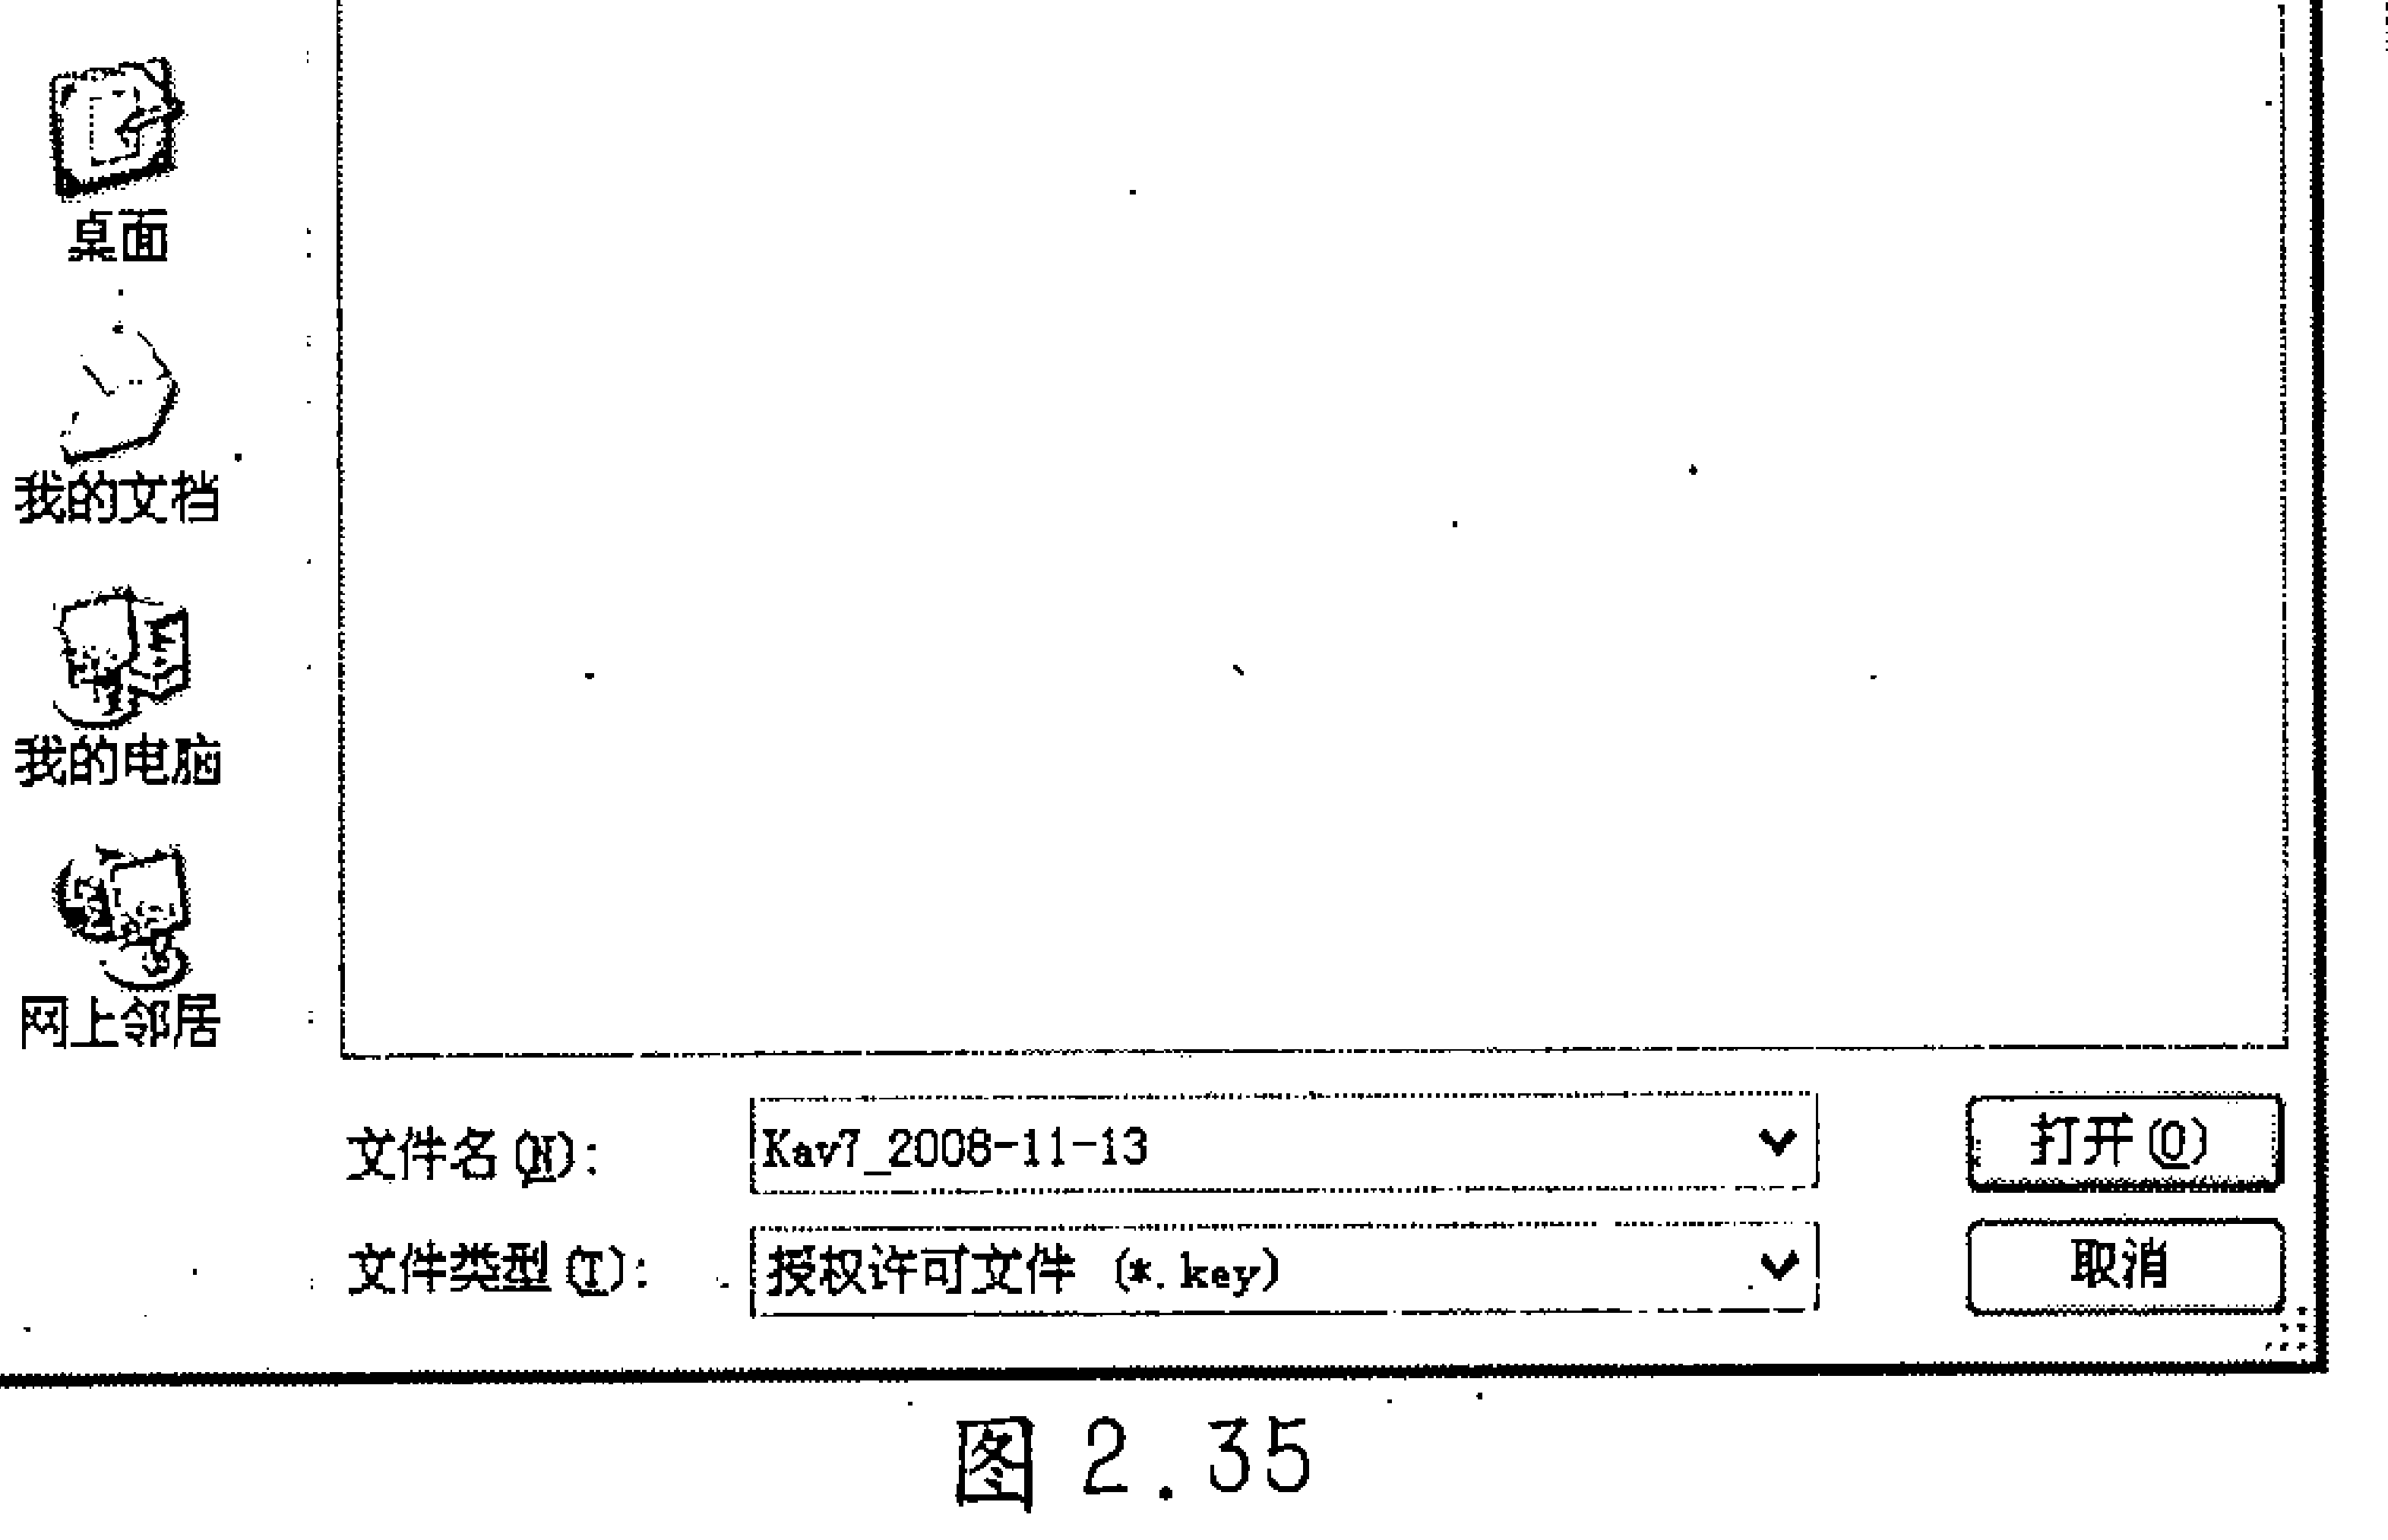 桌面
我的文档
我的电脑
网上邻居
文件名(N): Kav7_2008-11-13 打开(O)
文件类型(T): 授权许可文件 (*.key) 取消
图 2.35